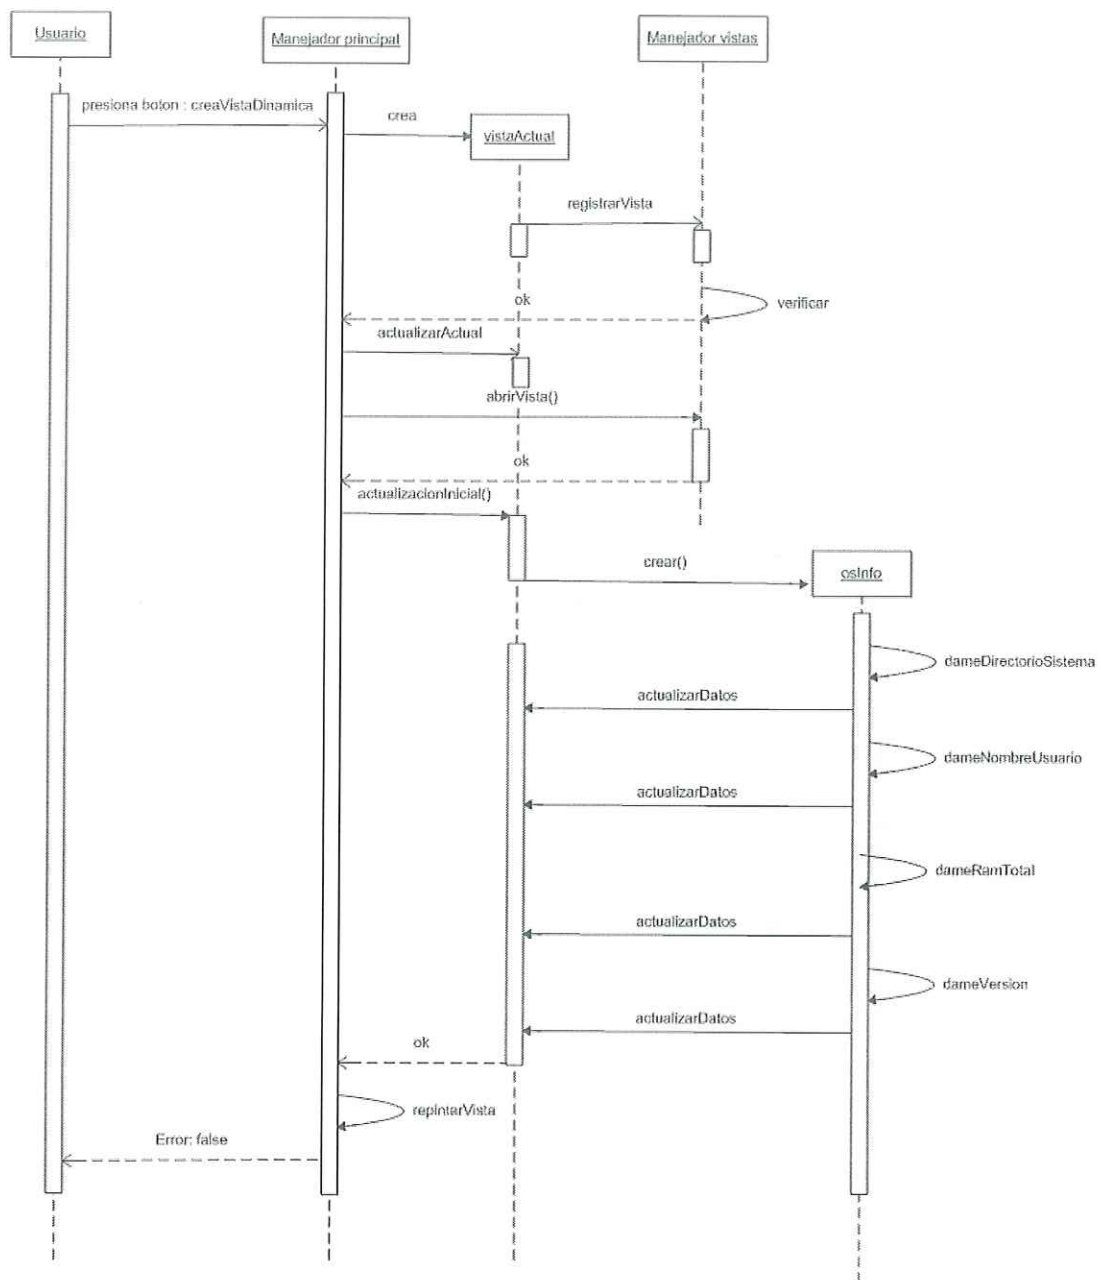 Usuario
Manejador principal
Manejador vistas
presiona boton : creaVistaDinamica
crea
vistaActual
registrarVista
verificar
ok
actualizarActual
abrirVista()
ok
actualizacionInicial()
crear()
osInfo
dameDirectorioSistema
actualizarDatos
dameNombreUsuario
actualizarDatos
dameRamTotal
actualizarDatos
dameVersion
actualizarDatos
ok
repintarVista
Error: false